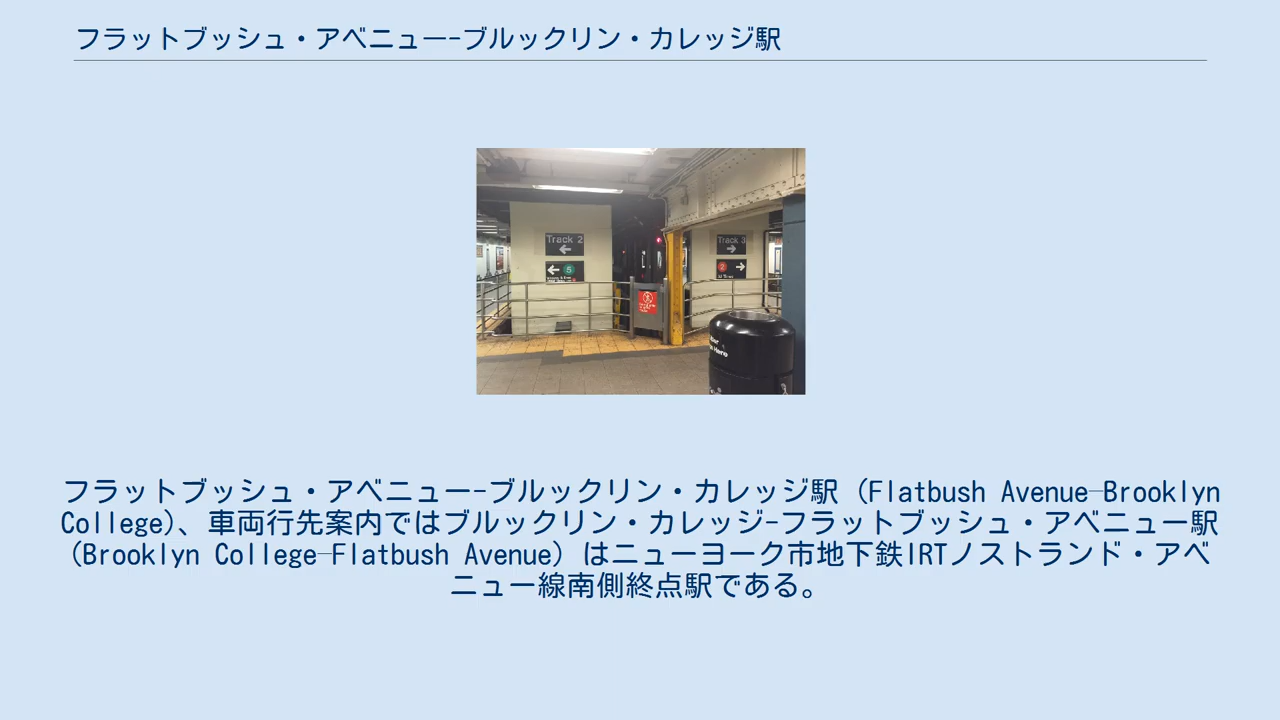 フラットブッシュ・アベニュー-ブルックリン・カレッジ駅
Track 2
Track 3
5
2
フラットブッシュ・アベニュー-ブルックリン・カレッジ駅 (Flatbush Avenue–Brooklyn
College)、車両行先案内ではブルックリン・カレッジ-フラットブッシュ・アベニュー駅
(Brooklyn College–Flatbush Avenue) はニューヨーク市地下鉄IRTノストランド・アベ
ニュー線南側終点駅である。